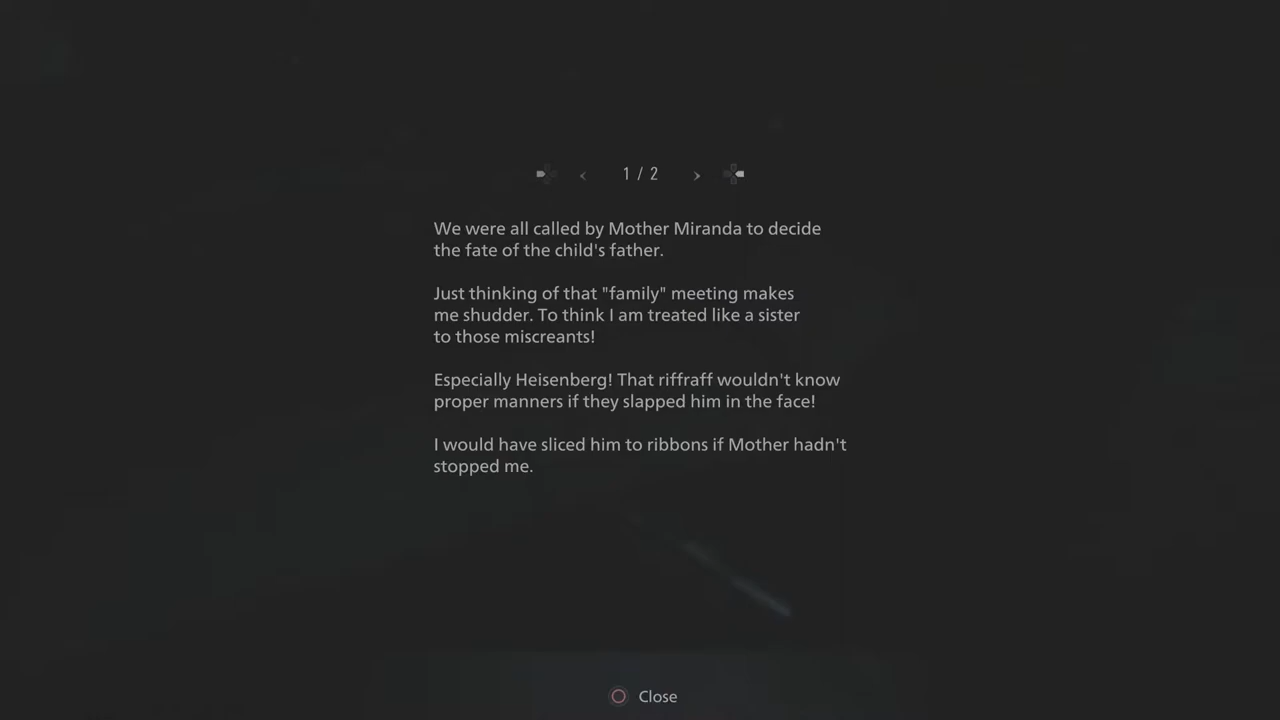 1 / 2
We were all called by Mother Miranda to decide
the fate of the child's father.
Just thinking of that "family" meeting makes
me shudder. To think I am treated like a sister
to those miscreants!
Especially Heisenberg! That riffraff wouldn't know
proper manners if they slapped him in the face!
I would have sliced him to ribbons if Mother hadn't
stopped me.
Close